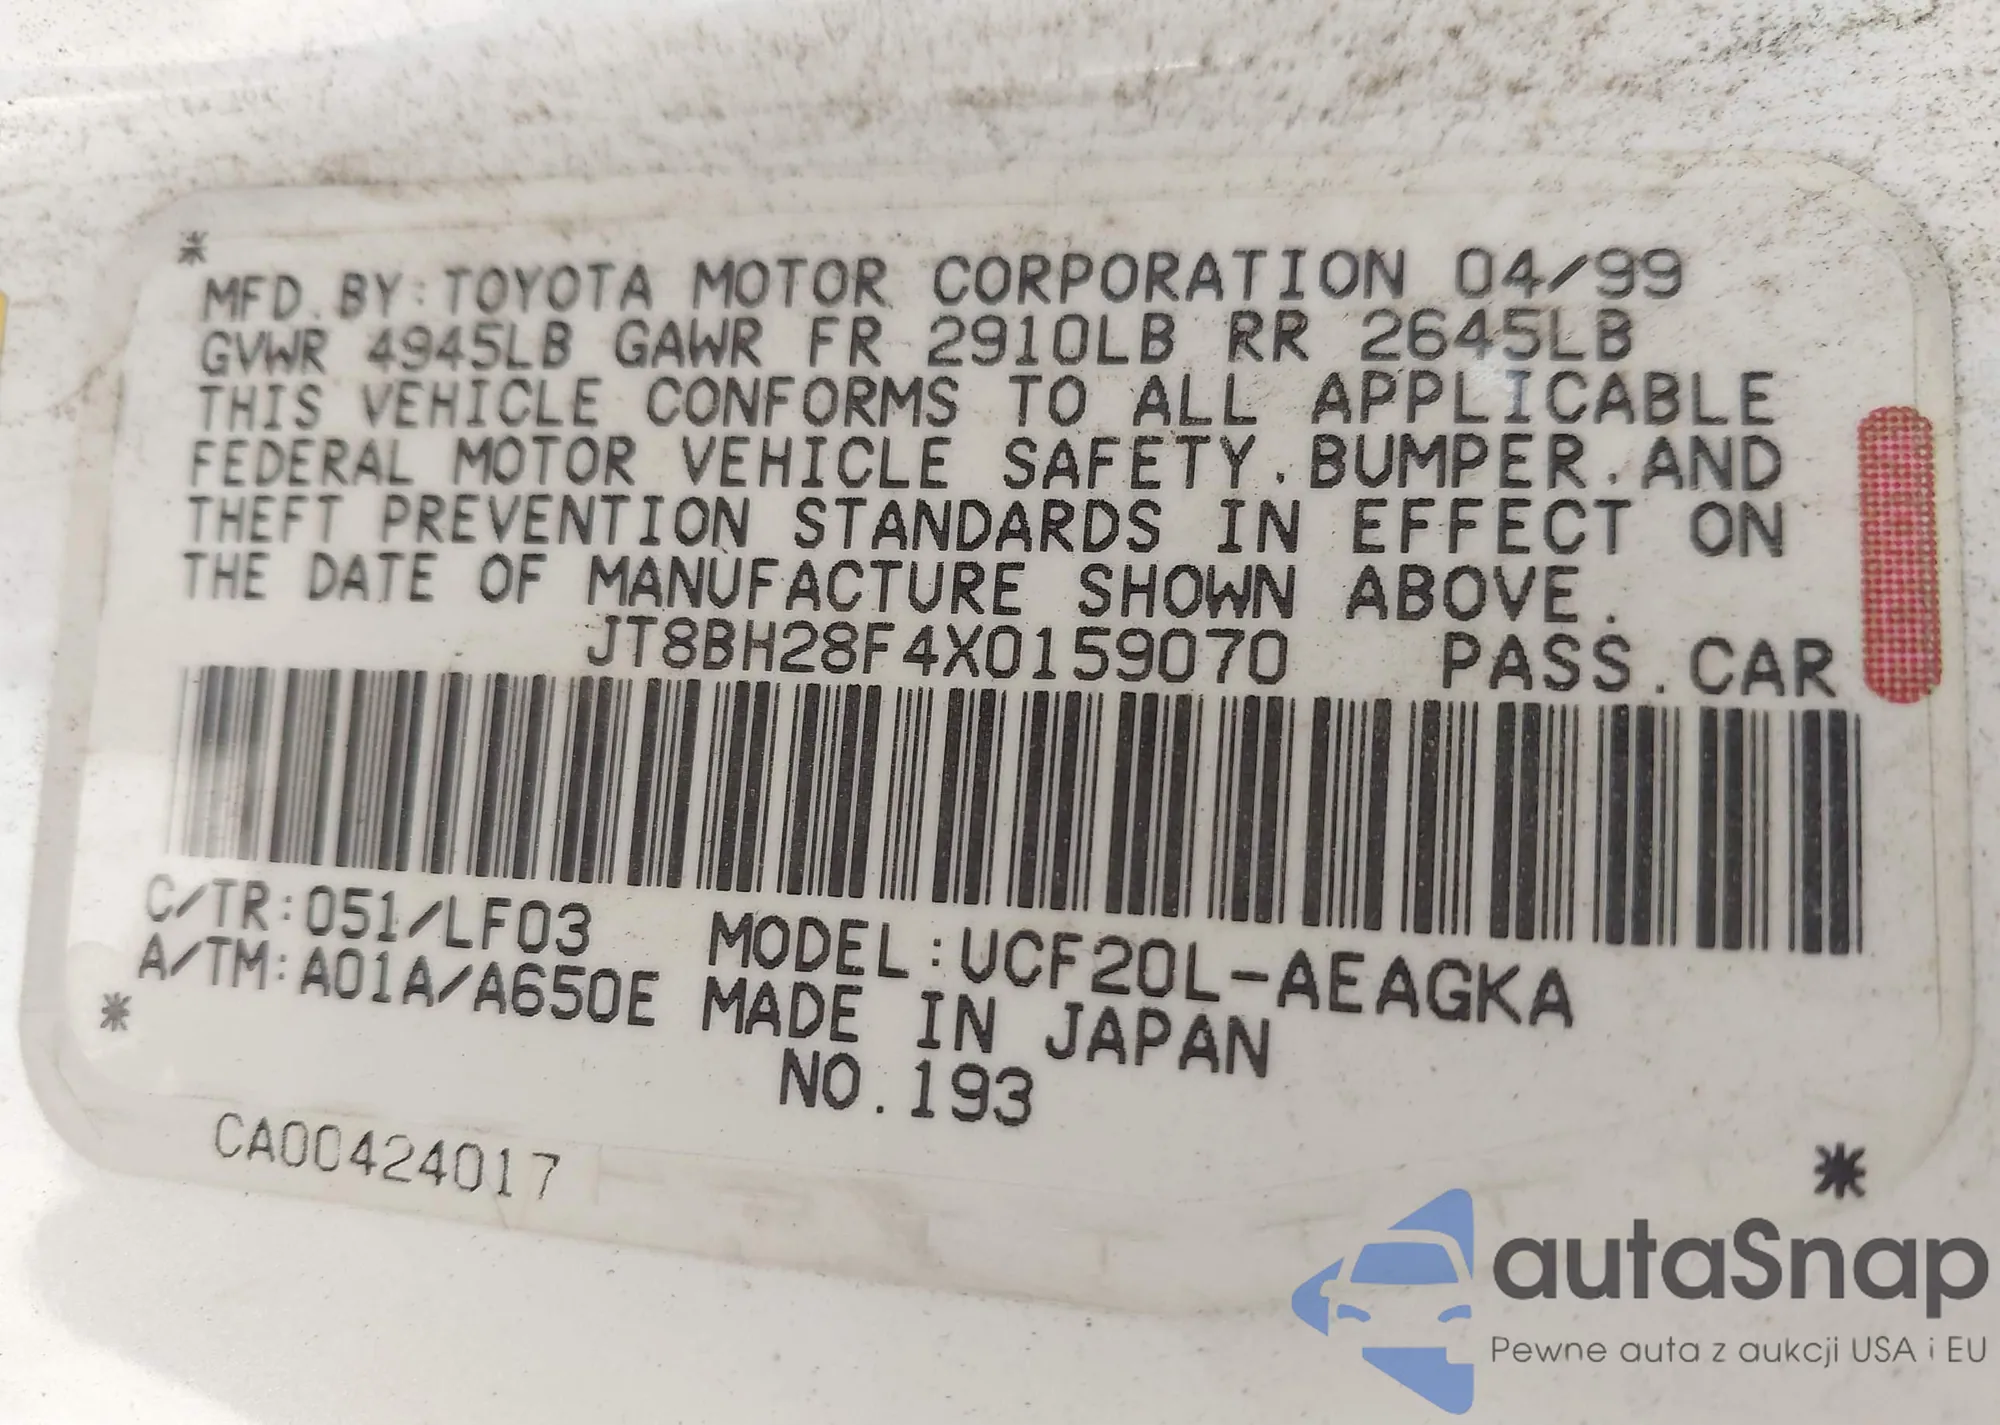 MFD. BY: TOYOTA MOTOR CORPORATION 04/99
GVWR 4945LB GAWR FR 2910LB RR 2645LB
THIS VEHICLE CONFORMS TO ALL APPLICABLE
FEDERAL MOTOR VEHICLE SAFETY. BUMPER. AND
THEFT PREVENTION STANDARDS IN EFFECT ON
THE DATE OF MANUFACTURE SHOWN ABOVE.
JT8BH28F4X0159070 PASS. CAR
C/TR: 051/LF03 MODEL: UCF20L-AEAGKA
A/TM: A01A/A650E MADE IN JAPAN
NO. 193
CA00424017
autaSnap
Pewne auta z aukcji USA i EU